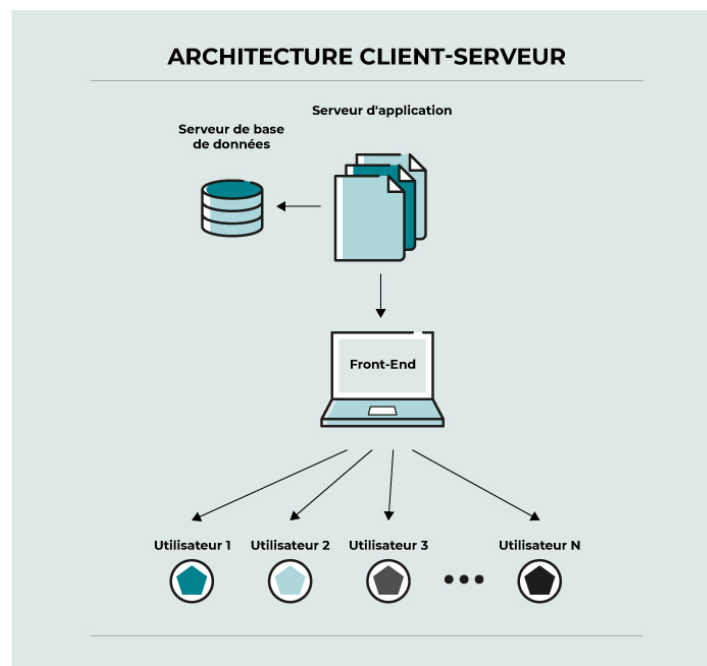 ARCHITECTURE CLIENT-SERVEUR
Serveur d'application
Serveur de base
de données
Front-End
Utilisateur 1
Utilisateur 2
Utilisateur 3
Utilisateur N